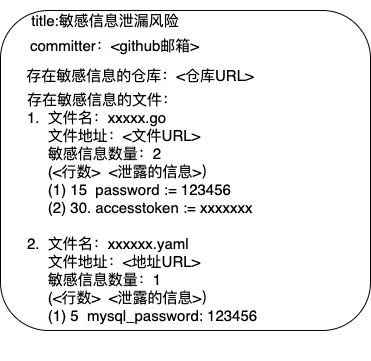 title:敏感信息泄漏风险
committer：<github邮箱>
存在敏感信息的仓库：<仓库URL>
存在敏感信息的文件：
1. 文件名：xxxxx.go
文件地址：<文件URL>
敏感信息数量：2
(<行数> <泄露的信息>)
(1) 15 password := 123456
(2) 30. accesstoken := xxxxxxx
2. 文件名：xxxxxx.yaml
文件地址：<地址URL>
敏感信息数量：1
(<行数> <泄露的信息>)
(1) 5 mysql_password: 123456